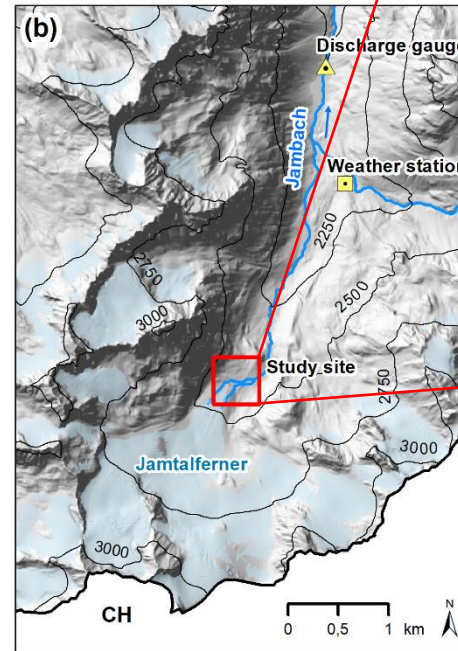 (b)
Discharge gauge
Jambach
Weather station
2250
2750
2500
3000
Study site
2750
3000
Jamtalferner
3000
CH
0 0,5 1 km
N